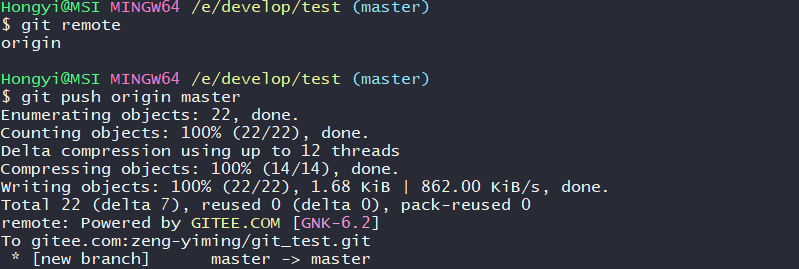 Hongyi@MSI MINGW64 /e/develop/test (master)
$ git remote
origin
Hongyi@MSI MINGW64 /e/develop/test (master)
$ git push origin master
Enumerating objects: 22, done.
Counting objects: 100% (22/22), done.
Delta compression using up to 12 threads
Compressing objects: 100% (14/14), done.
Writing objects: 100% (22/22), 1.68 KiB | 862.00 KiB/s, done.
Total 22 (delta 7), reused 0 (delta 0), pack-reused 0
remote: Powered by GITEE.COM [GNK-6.2]
To gitee.com:zeng-yiming/git_test.git
 * [new branch]      master -> master